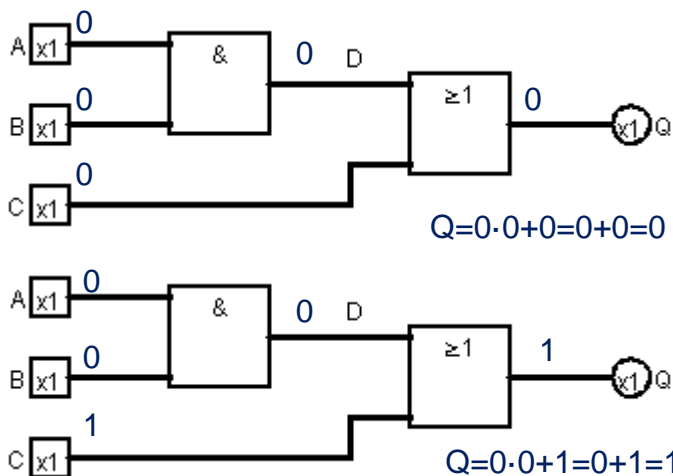 0
A x1 & 0 D
≥1 0
B x1 0 x1 Q
0
C x1
Q=0·0+0=0+0=0
0
A x1 & 0 D
≥1 1
B x1 0 x1 Q
1
C x1
Q=0·0+1=0+1=1